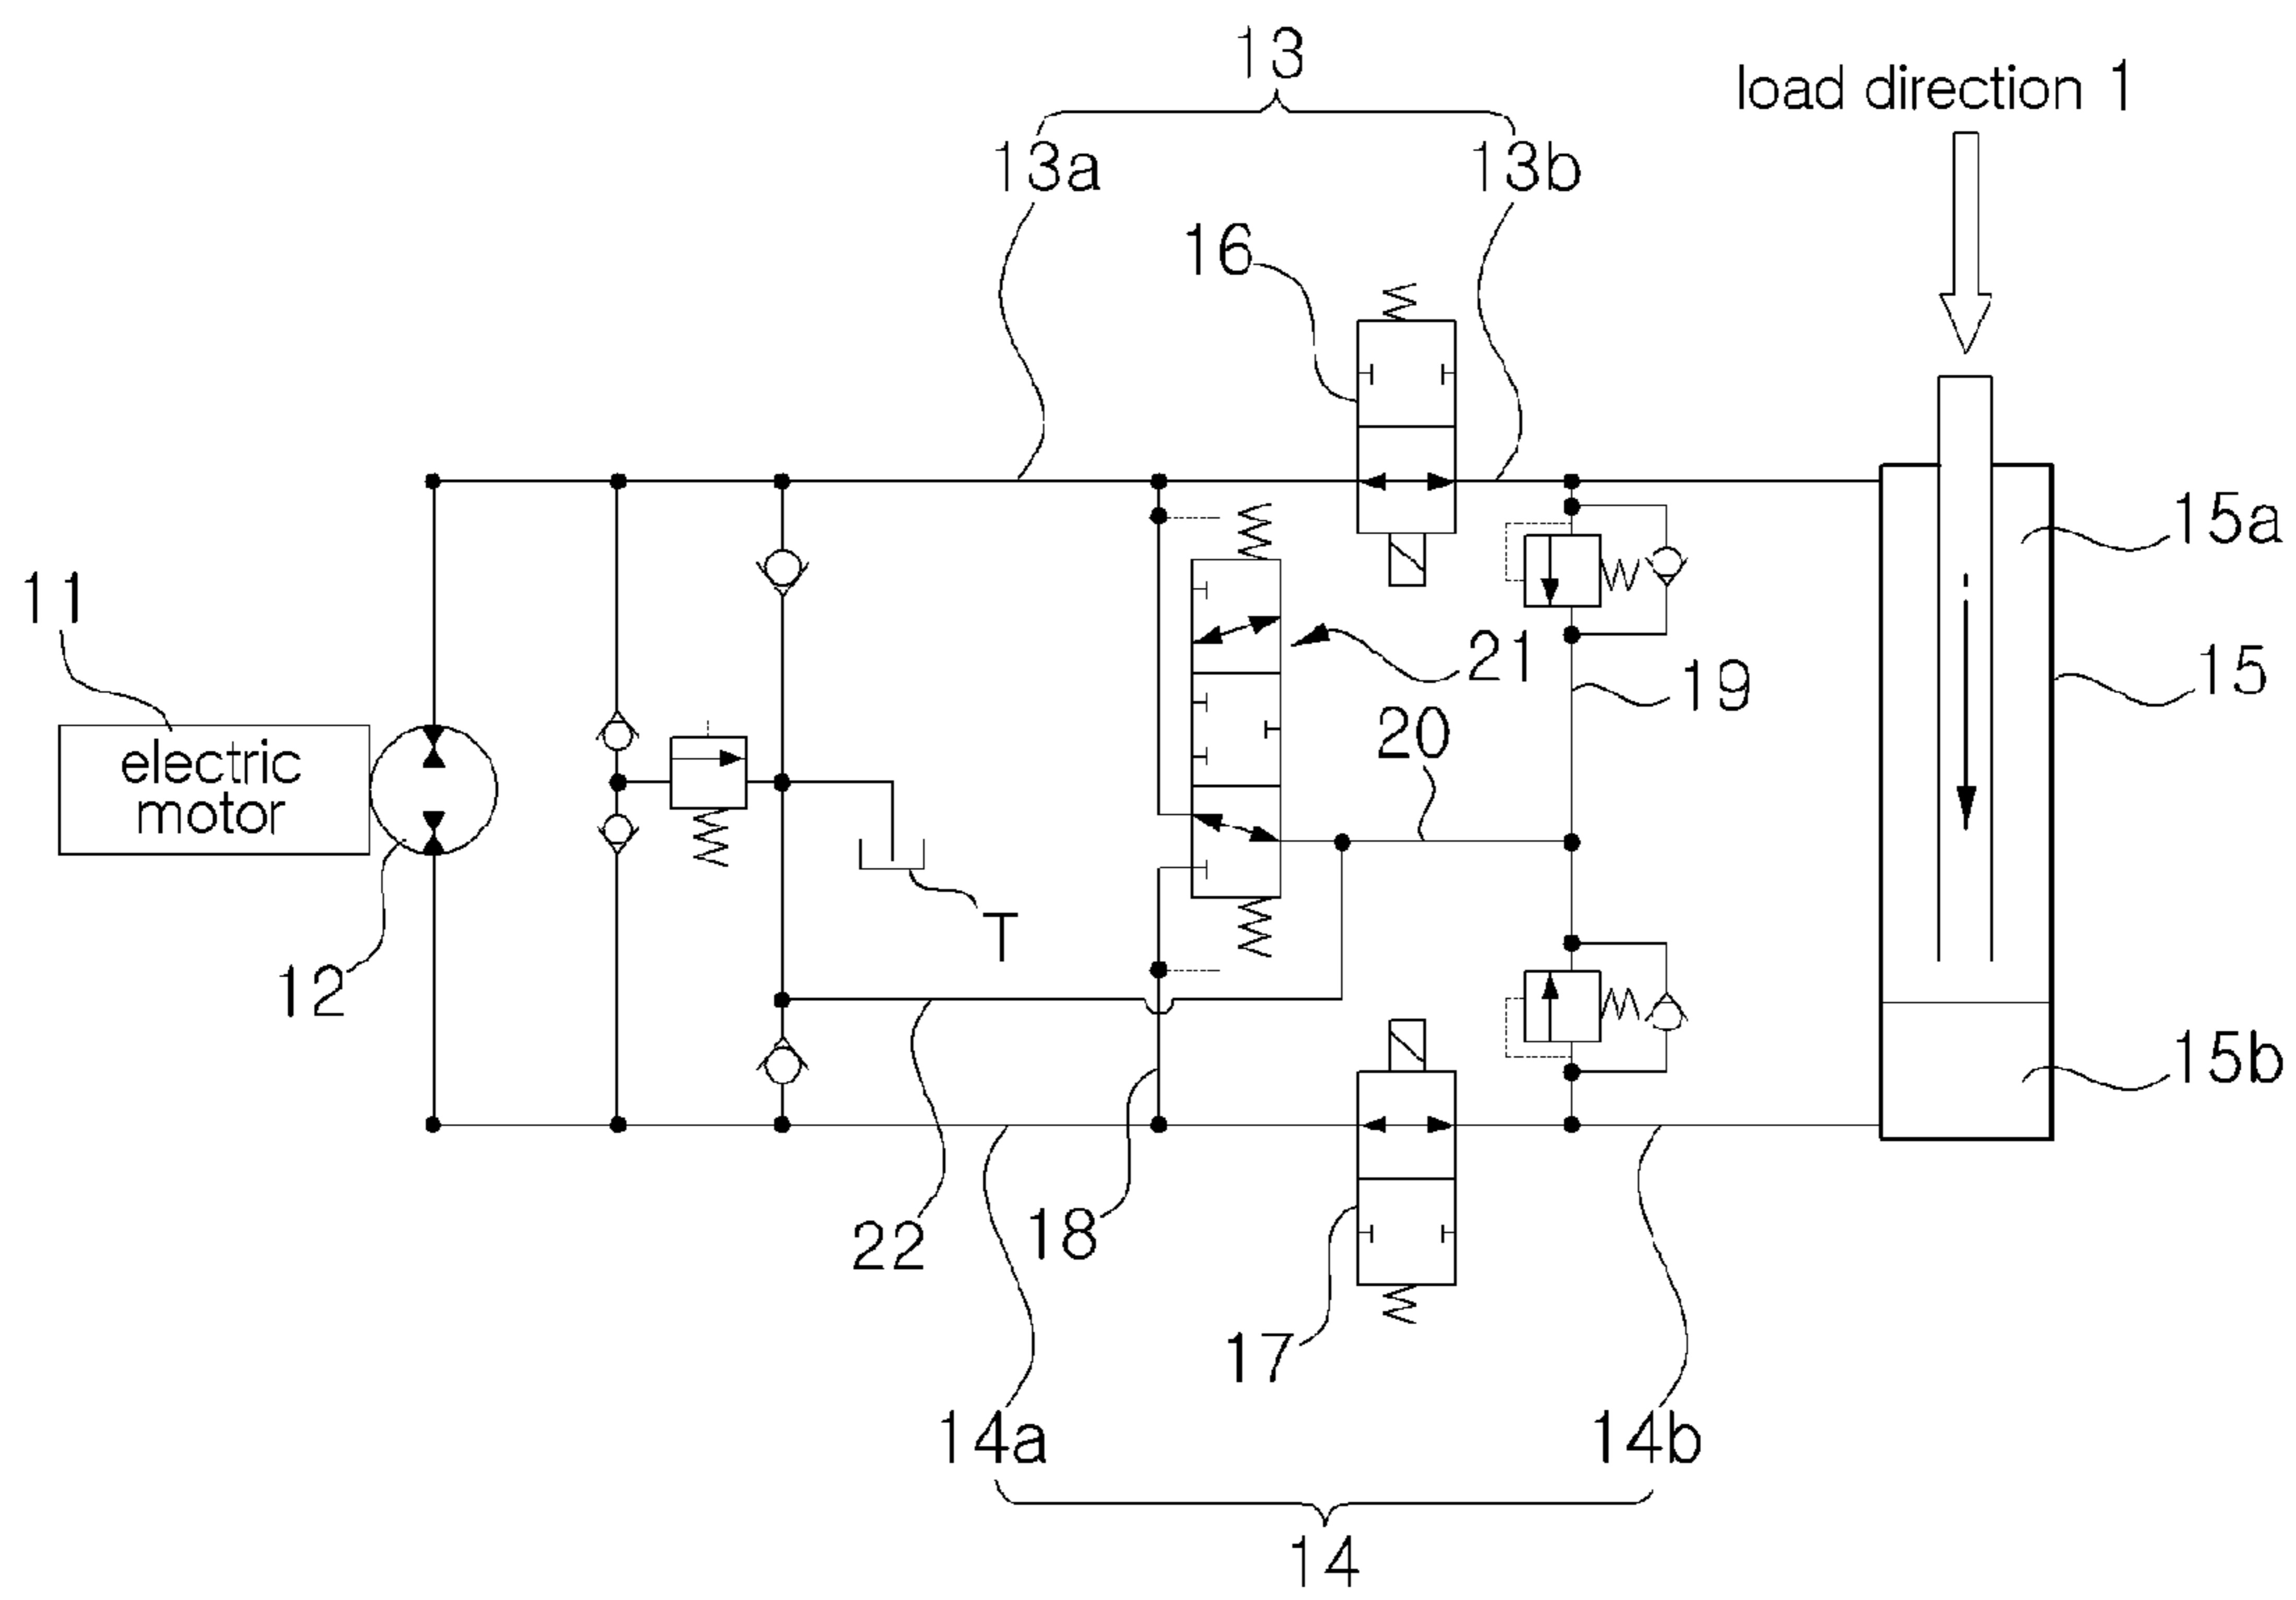 13
load direction 1
13a
13b
16
15a
11
21
19
15
20
electric
motor
T
12
15b
22
18
17
14a
14b
14